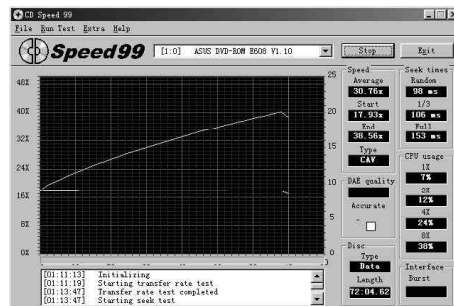 CD Speed 99
File Run Test Extra Help
Speed99
[1:0] ASUS DVD-ROM E608 V1.10
Stop
Exit
48X
40X
32X
24X
16X
8X
0X
25
20
15
10
5
0
Speed
Average
30.76x
Start
17.93x
End
38.56x
Type
CAV
DAE quality
Accurate
Disc
Type
Data
Length
72:04.62
Seek times
Random
98 ms
1/3
106 ms
Full
153 ms
CPU usage
1X
7%
2X
12%
4X
24%
8X
38%
Interface
Burst
[01:11:13] Initializing
[01:11:19] Starting transfer rate test
[01:13:47] Transfer rate test completed
[01:13:47] Starting seek test